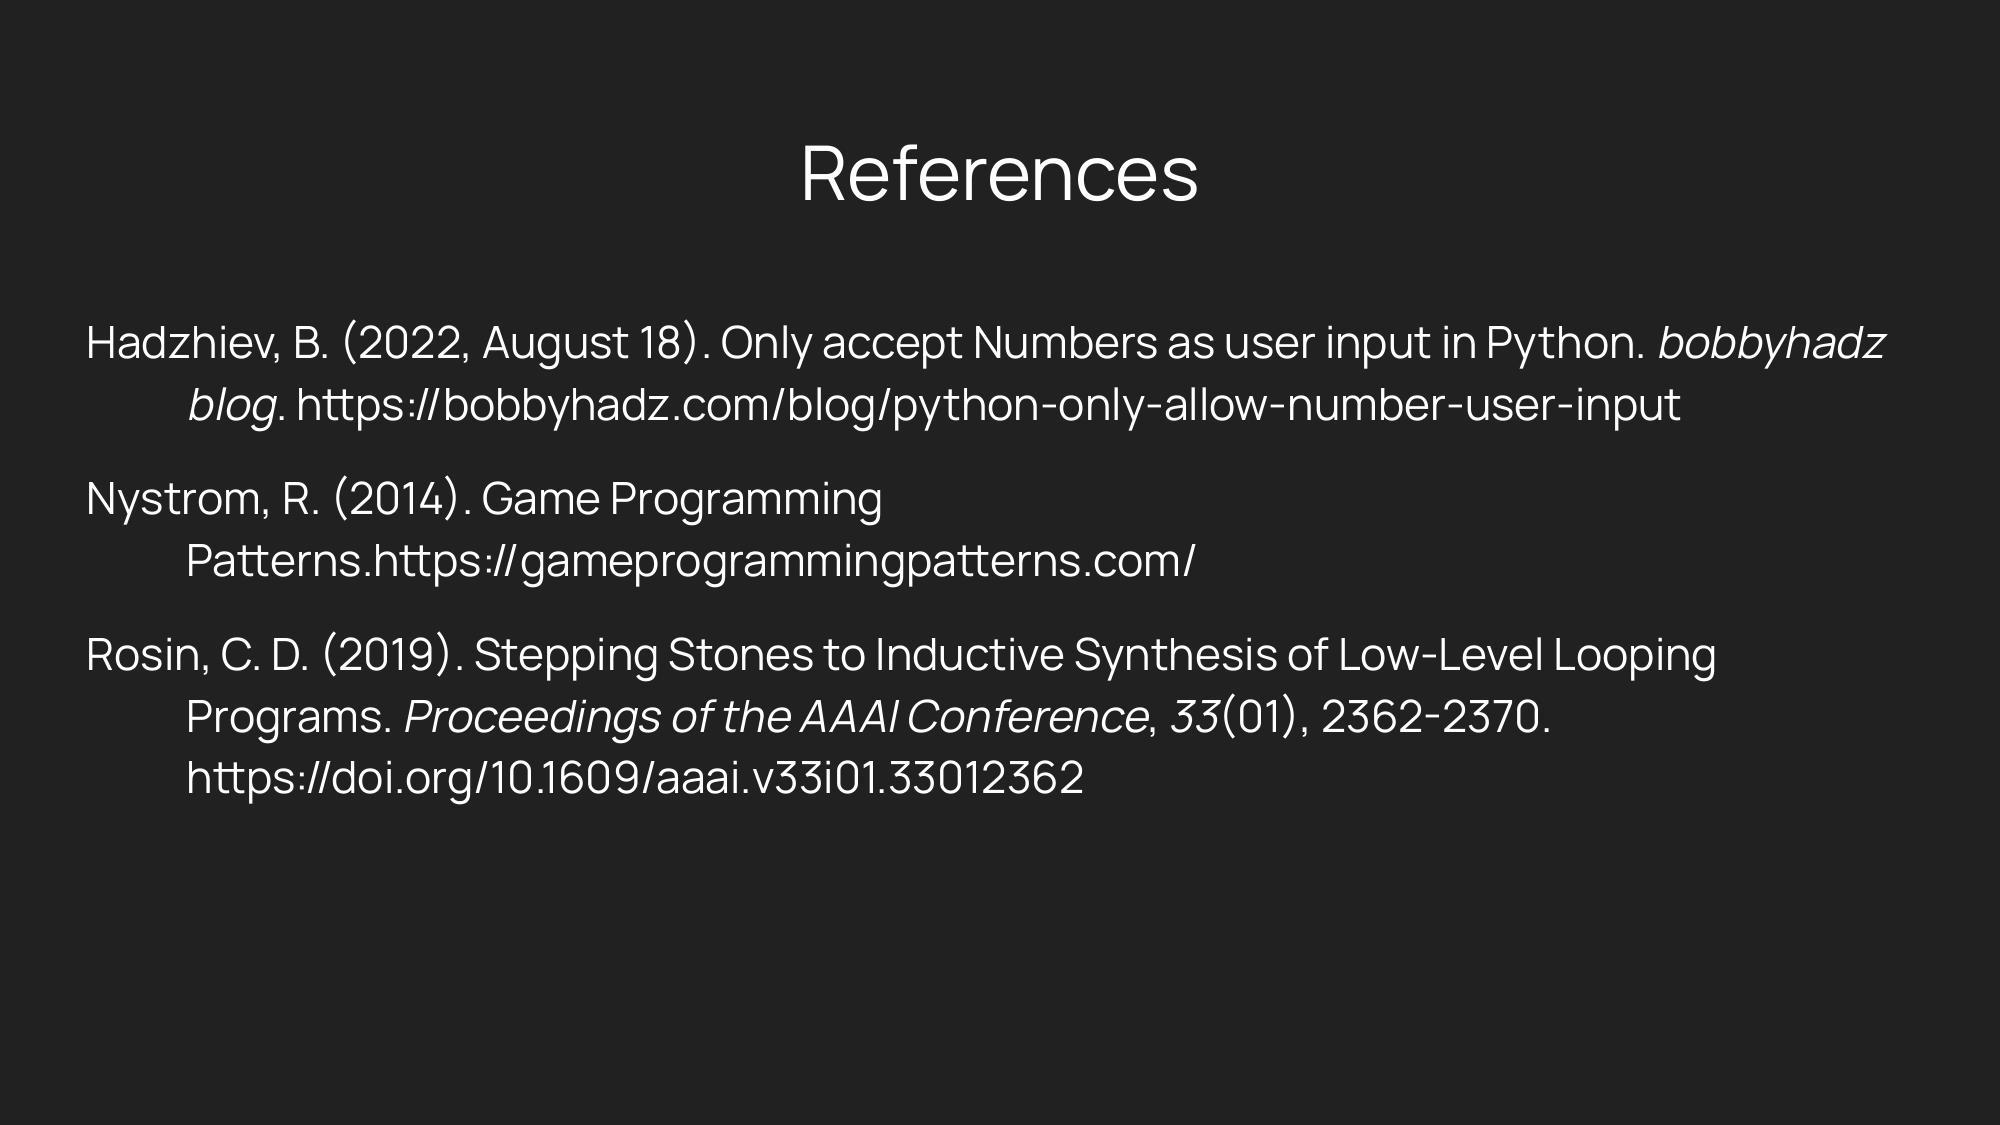 References
Hadzhiev, B. (2022, August 18). Only accept Numbers as user input in Python. bobbyhadz
blog. https://bobbyhadz.com/blog/python-only-allow-number-user-input
Nystrom, R. (2014). Game Programming
Patterns.https://gameprogrammingpatterns.com/
Rosin, C. D. (2019). Stepping Stones to Inductive Synthesis of Low-Level Looping
Programs. Proceedings of the AAAI Conference, 33(01), 2362-2370.
https://doi.org/10.1609/aaai.v33i01.33012362